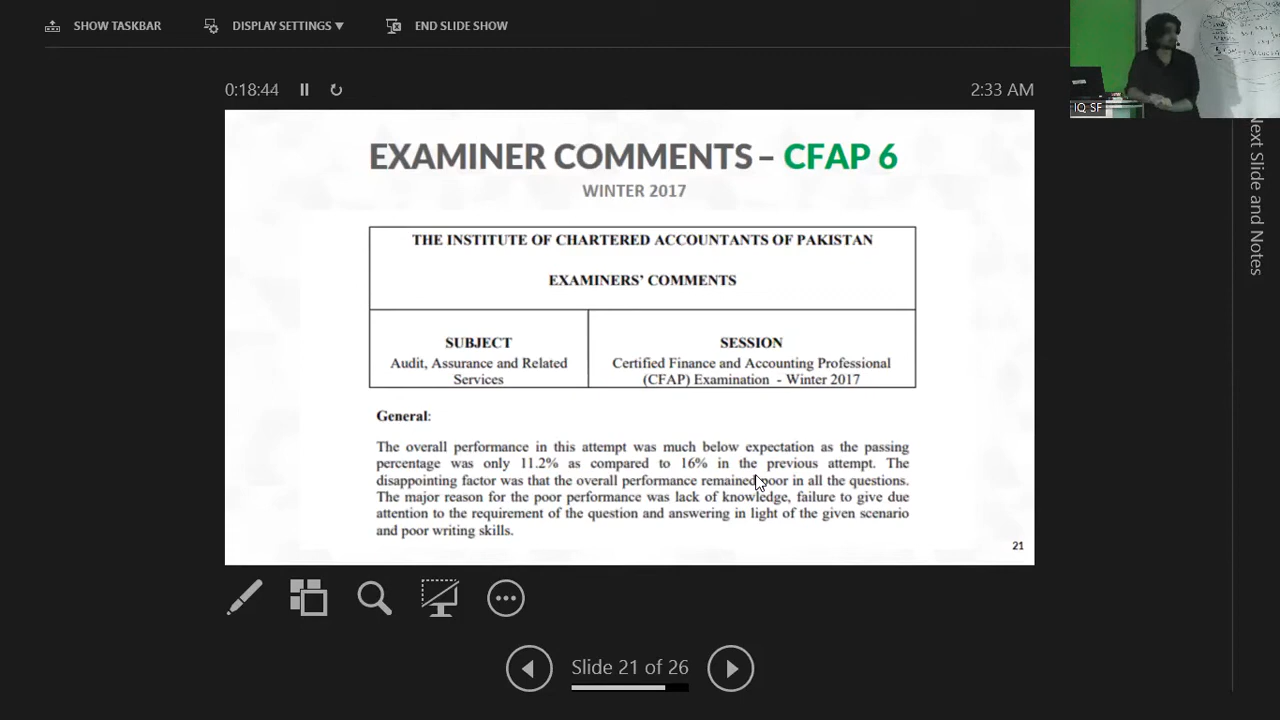 SHOW TASKBAR DISPLAY SETTINGS ▼ END SLIDE SHOW
0:18:44 2:33 AM
IQ SF
Next Slide and Notes
EXAMINER COMMENTS – CFAP 6
WINTER 2017
THE INSTITUTE OF CHARTERED ACCOUNTANTS OF PAKISTAN
EXAMINERS' COMMENTS
SUBJECT
Audit, Assurance and Related
Services
SESSION
Certified Finance and Accounting Professional
(CFAP) Examination - Winter 2017
General:
The overall performance in this attempt was much below expectation as the passing
percentage was only 11.2% as compared to 16% in the previous attempt. The
disappointing factor was that the overall performance remained poor in all the questions.
The major reason for the poor performance was lack of knowledge, failure to give due
attention to the requirement of the question and answering in light of the given scenario
and poor writing skills.
21
Slide 21 of 26